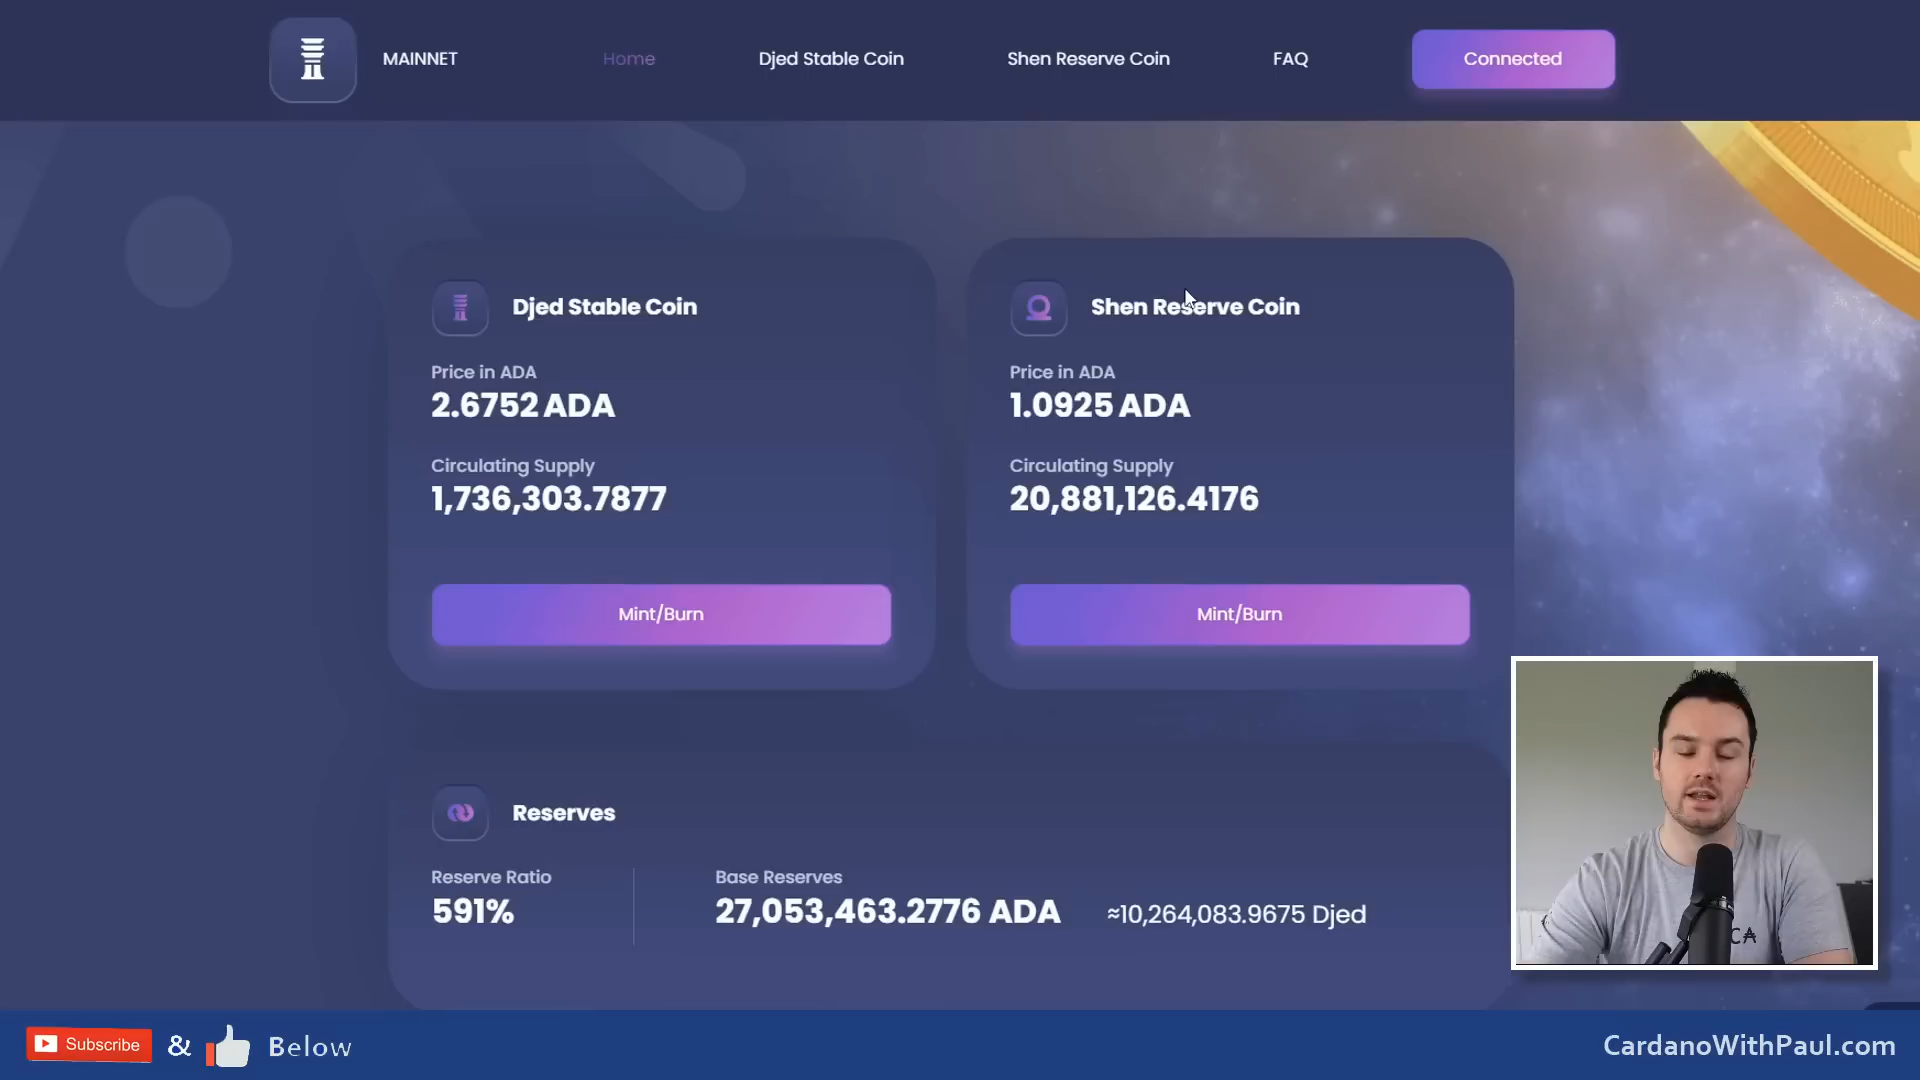 MAINNET
Home
Djed Stable Coin
Shen Reserve Coin
FAQ
Connected
Djed Stable Coin
Price in ADA
2.6752 ADA
Circulating Supply
1,736,303.7877
Mint/Burn
Shen Reserve Coin
Price in ADA
1.0925 ADA
Circulating Supply
20,881,126.4176
Mint/Burn
Reserves
Reserve Ratio
591%
Base Reserves
27,053,463.2776 ADA
≈10,264,083.9675 Djed
Subscribe & Below
CardanoWithPaul.com